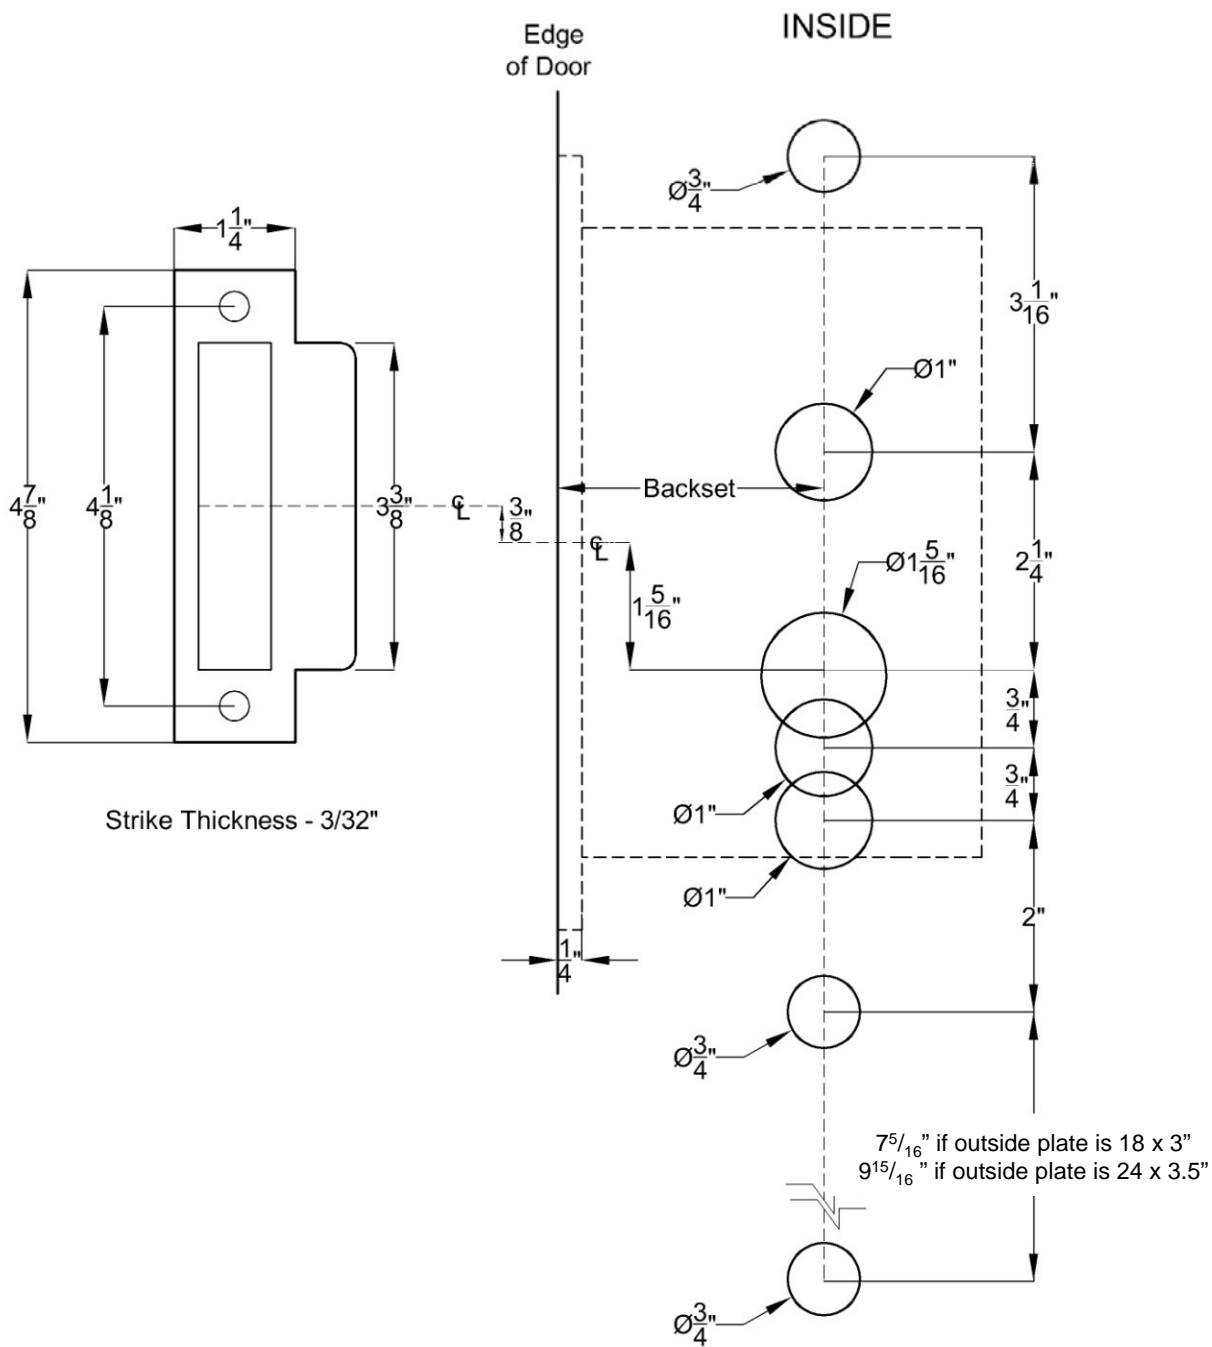 INSIDE
Edge
of Door
Ø3/4"
1 1/4"
3 1/16"
Ø1"
4 7/8"
4 1/8"
3 3/8"
℄
3/8"
Backset
℄
Ø1 5/16"
2 1/4"
1 5/16"
3/4"
3/4"
Ø1"
Strike Thickness - 3/32"
Ø1"
2"
1/4"
Ø3/4"
7 5/16” if outside plate is 18 x 3”
9 15/16 ” if outside plate is 24 x 3.5”
Ø3/4"